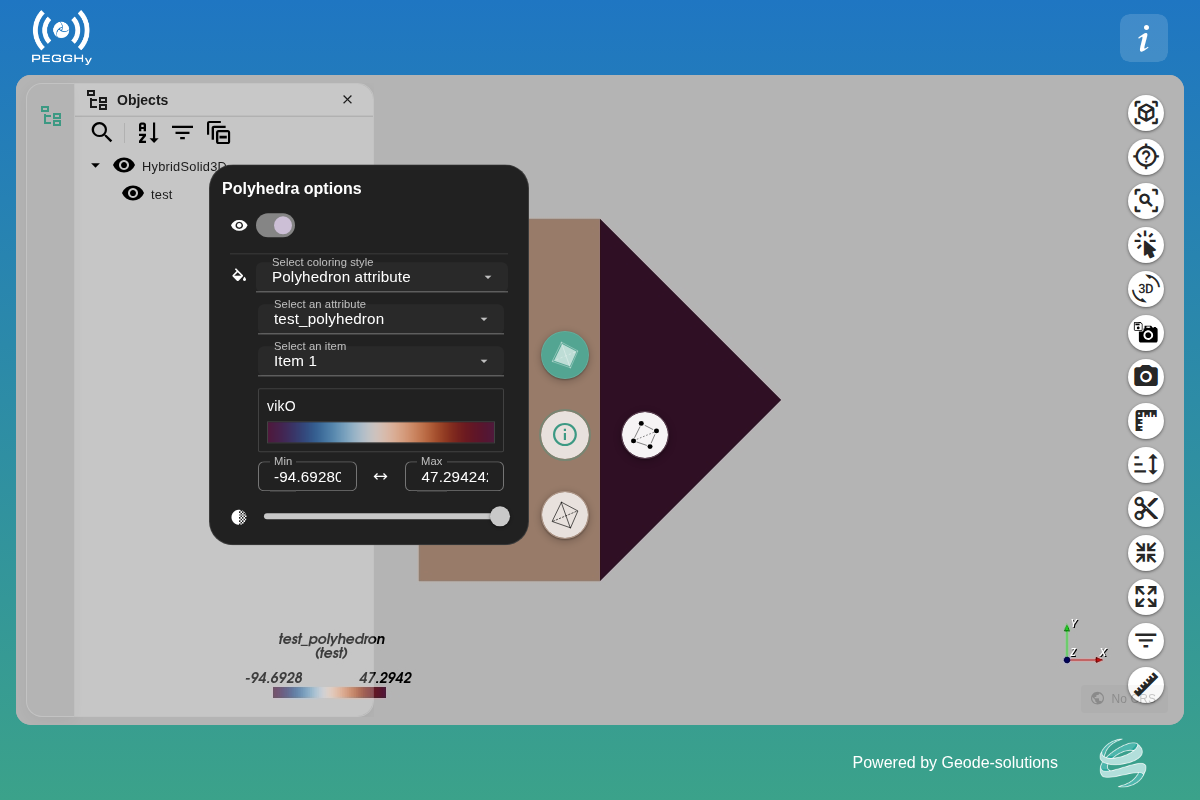 PEGGHy
i
Objects
A
Z
HybridSolid3D
test
Polyhedra options
Select coloring style
Polyhedron attribute
Select an attribute
test_polyhedron
Select an item
Item 1
vikO
Min
Max
-94.6928
47.29424
3D
test_polyhedron
(test)
-94.6928
47.2942
Y
Z
X
No CRS
Powered by Geode-solutions